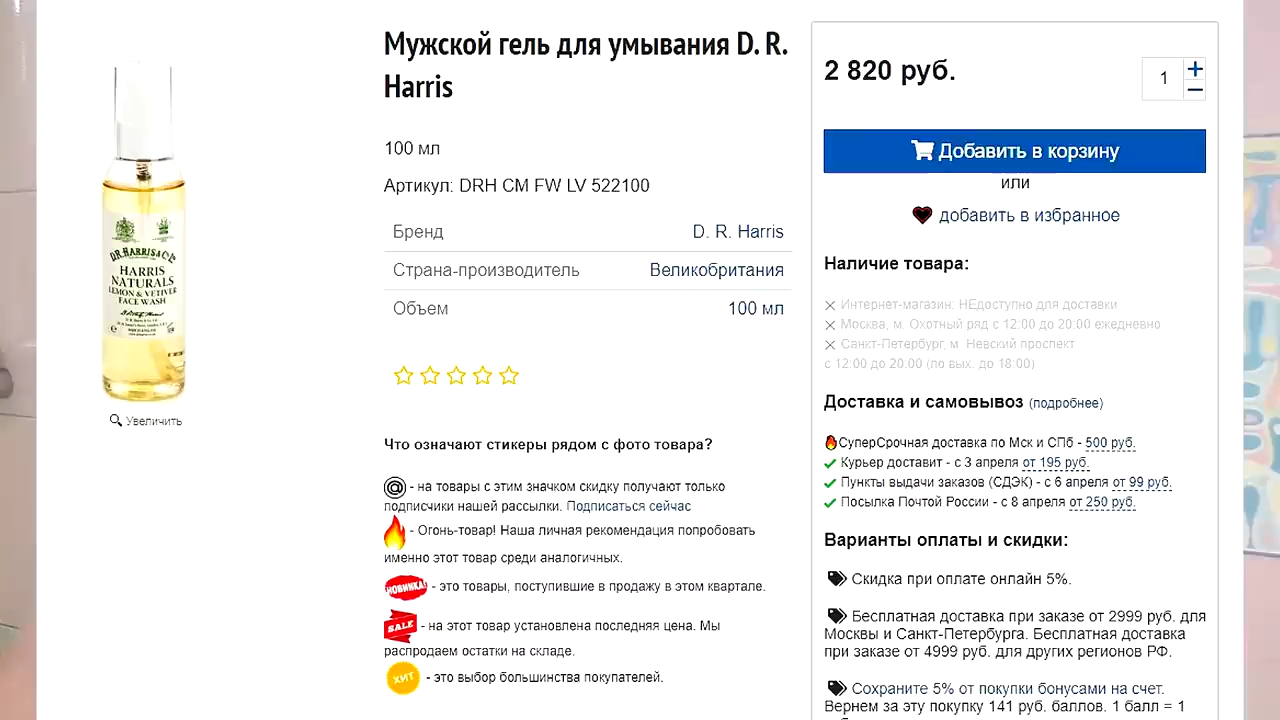 Мужской гель для умывания D. R.
Harris
100 мл
Артикул: DRH CM FW LV 522100
Бренд D. R. Harris
Страна-производитель Великобритания
Объем 100 мл
D.R.HARRIS & Cº Lᵀᴰ
HARRIS
NATURALS
LEMON & VETIVER
FACE WASH
Увеличить
Что означают стикеры рядом с фото товара?
@ - на товары с этим значком скидку получают только
подписчики нашей рассылки. Подписаться сейчас
- Огонь-товар! Наша личная рекомендация попробовать
именно этот товар среди аналогичных.
НОВИНКА! - это товары, поступившие в продажу в этом квартале.
SALE - на этот товар установлена последняя цена. Мы
распродаем остатки на складе.
ХИТ - это выбор большинства покупателей.
2 820 руб.
1
+
−
Добавить в корзину
или
добавить в избранное
Наличие товара:
Интернет-магазин: НЕдоступно для доставки
Москва, м. Охотный ряд с 12:00 до 20:00 ежедневно
Санкт-Петербург, м. Невский проспект
с 12:00 до 20.00 (по вых. до 18:00)
Доставка и самовывоз (подробнее)
СуперСрочная доставка по Мск и СПб - 500 руб.
Курьер доставит - с 3 апреля от 195 руб.
Пункты выдачи заказов (СДЭК) - с 6 апреля от 99 руб.
Посылка Почтой России - с 8 апреля от 250 руб.
Варианты оплаты и скидки:
Скидка при оплате онлайн 5%.
Бесплатная доставка при заказе от 2999 руб. для
Москвы и Санкт-Петербурга. Бесплатная доставка
при заказе от 4999 руб. для других регионов РФ.
Сохраните 5% от покупки бонусами на счет.
Вернем за эту покупку 141 руб. баллов. 1 балл = 1